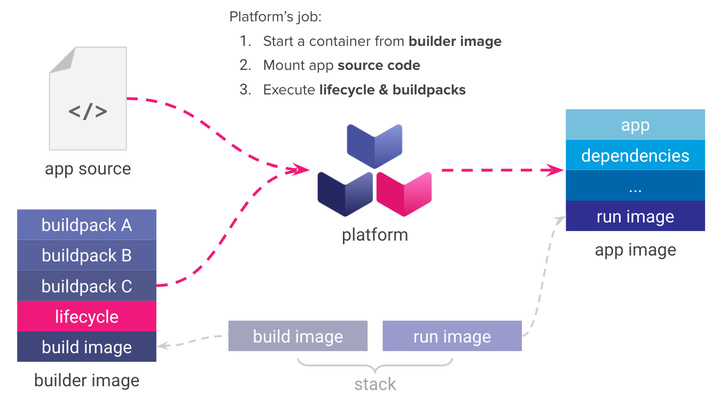 Platform’s job:
1. Start a container from builder image
2. Mount app source code
3. Execute lifecycle & buildpacks
</>
app source
platform
app
dependencies
...
run image
app image
buildpack A
buildpack B
buildpack C
lifecycle
build image
builder image
build image
run image
stack